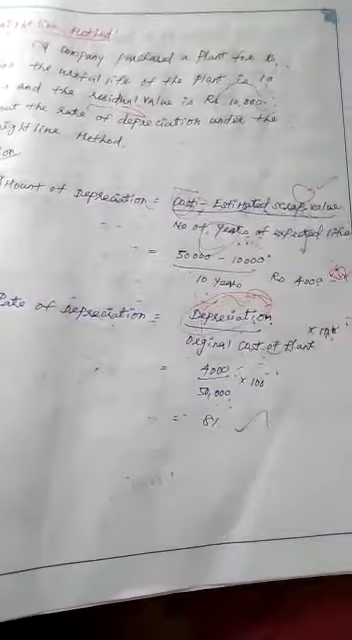 Straight line Method
A Company purchased a Plant for Rs
the useful life of the Plant is 10
and the residual value is Rs 10,000.
out the rate of depreciation under the
straight line Method.
Amount of Depreciation = Cost - Estimated scrap value
No of Years of expected life
= 50000 - 10000
10 years Rs 4000
Rate of Depreciation = Depreciation × 100
Original Cost of Plant
= 4000 × 100
50,000
= 8%